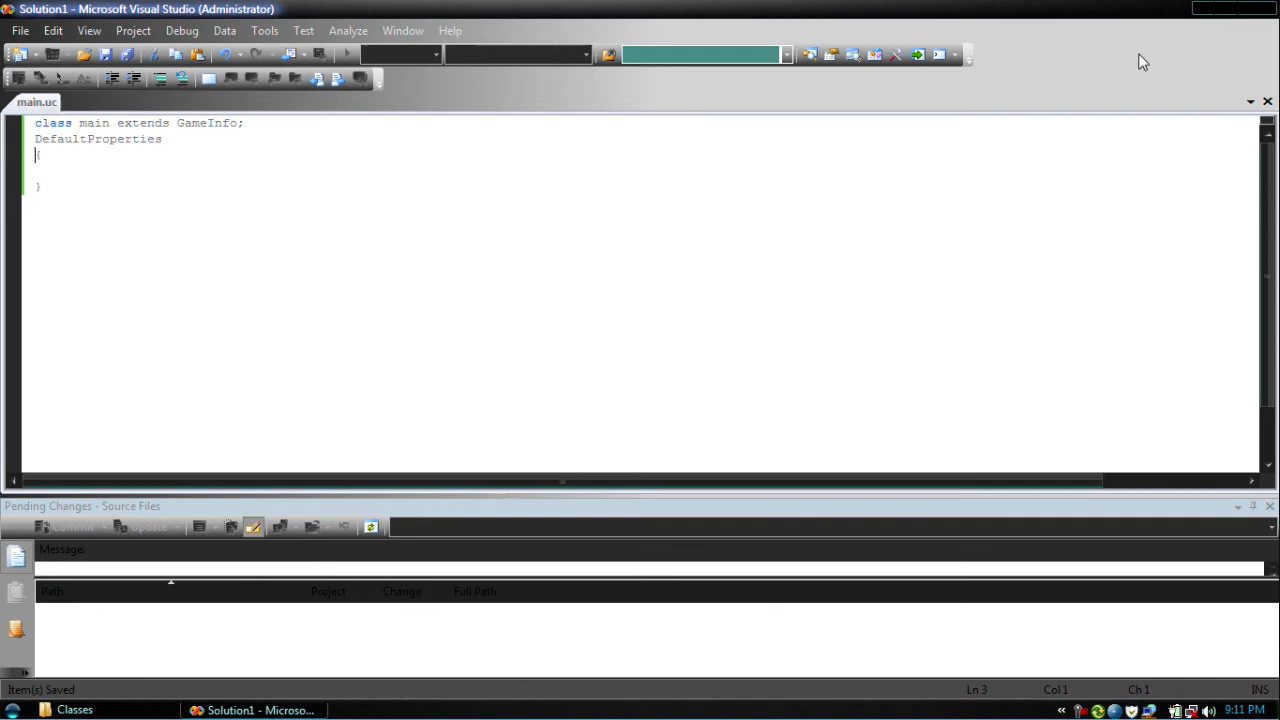 Solution1 - Microsoft Visual Studio (Administrator)
File Edit View Project Debug Data Tools Test Analyze Window Help
main.uc
class main extends GameInfo;
DefaultProperties
{
}
Pending Changes - Source Files
Commit Update
Message:
Path Project Change Full Path
Item(s) Saved Ln 3 Col 1 Ch 1 INS
Classes Solution1 - Microso... 9:11 PM